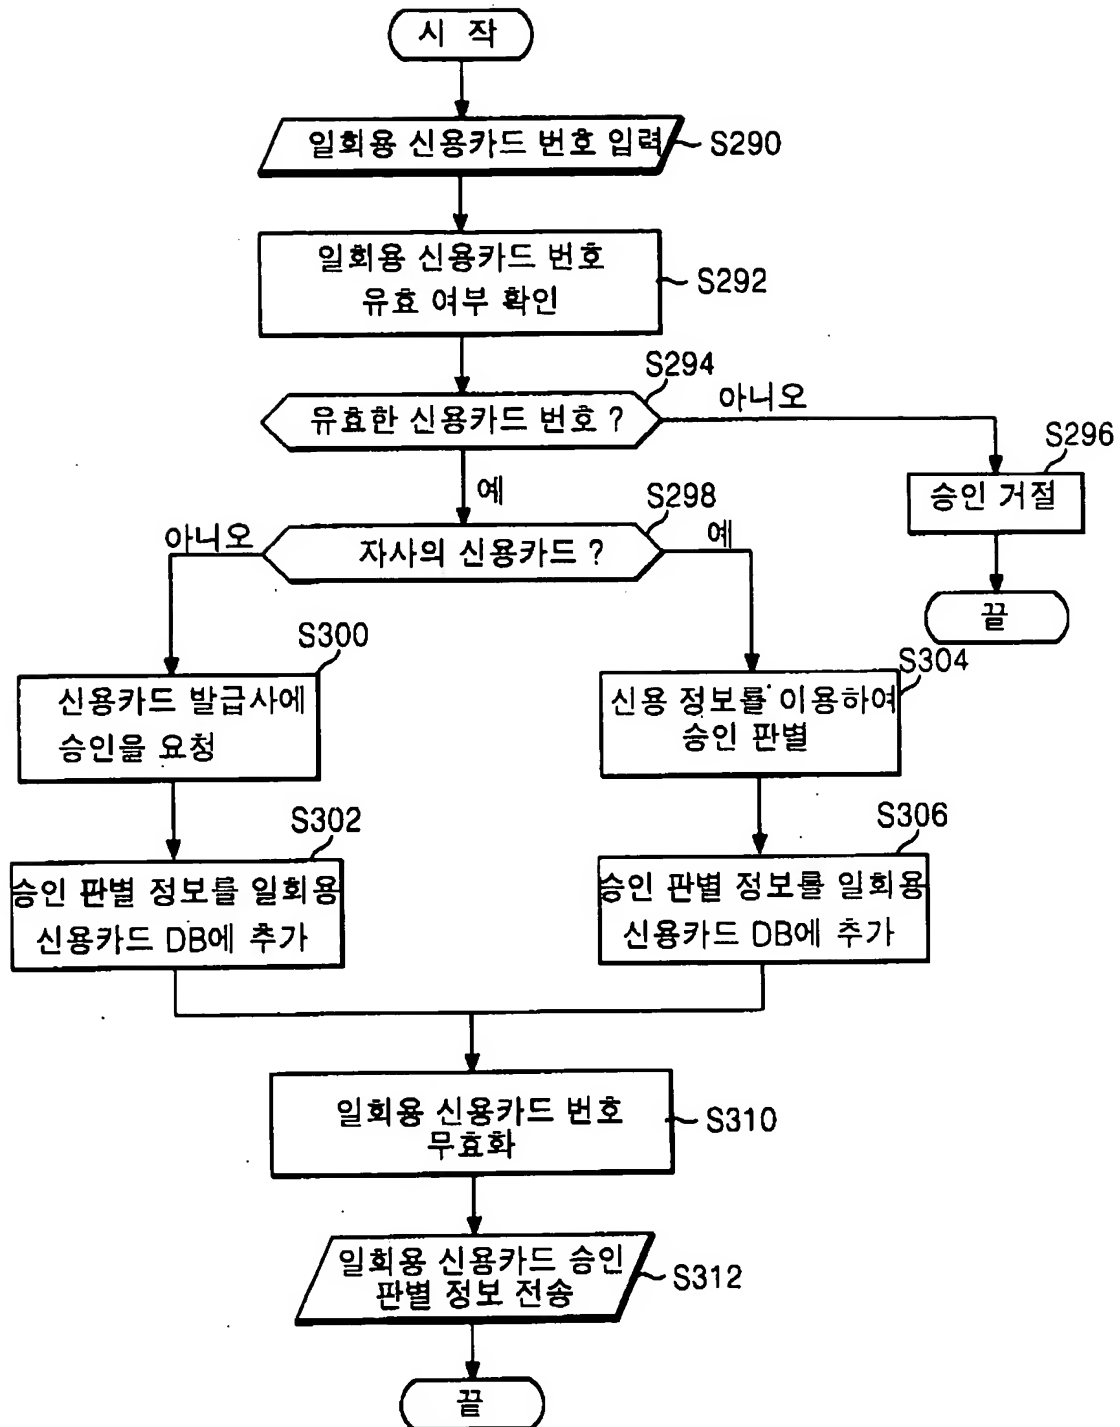 시 작
일회용 신용카드 번호 입력
S290
일회용 신용카드 번호
유효 여부 확인
S292
S294
유효한 신용카드 번호 ?
아니오
S296
승인 거절
끝
예
S298
자사의 신용카드 ?
아니오
예
S300
신용카드 발급사에
승인을 요청
S304
신용 정보를 이용하여
승인 판별
S302
승인 판별 정보를 일회용
신용카드 DB에 추가
S306
승인 판별 정보를 일회용
신용카드 DB에 추가
일회용 신용카드 번호
무효화
S310
일회용 신용카드 승인
판별 정보 전송
S312
끝